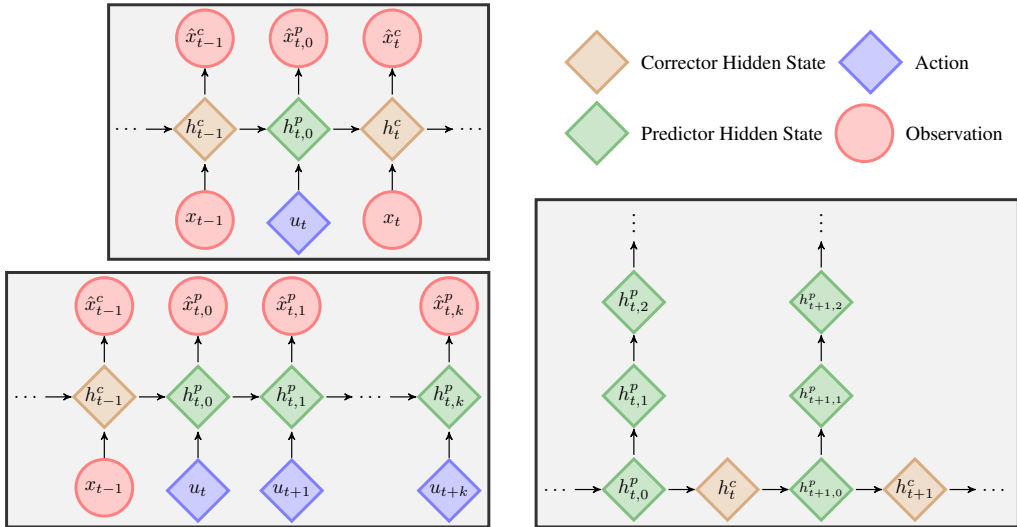 x̂^c_{t−1} x̂^p_{t,0} x̂^c_t
... h^c_{t−1} h^p_{t,0} h^c_t ...
x_{t−1} u_t x_t
Corrector Hidden State Action
Predictor Hidden State Observation
x̂^c_{t−1} x̂^p_{t,0} x̂^p_{t,1} x̂^p_{t,k}
... h^c_{t−1} h^p_{t,0} h^p_{t,1} ... h^p_{t,k}
x_{t−1} u_t u_{t+1} u_{t+k}
... ...
h^p_{t,2} h^p_{t+1,2}
h^p_{t,1} h^p_{t+1,1}
... h^p_{t,0} h^c_t h^p_{t+1,0} h^c_{t+1} ...